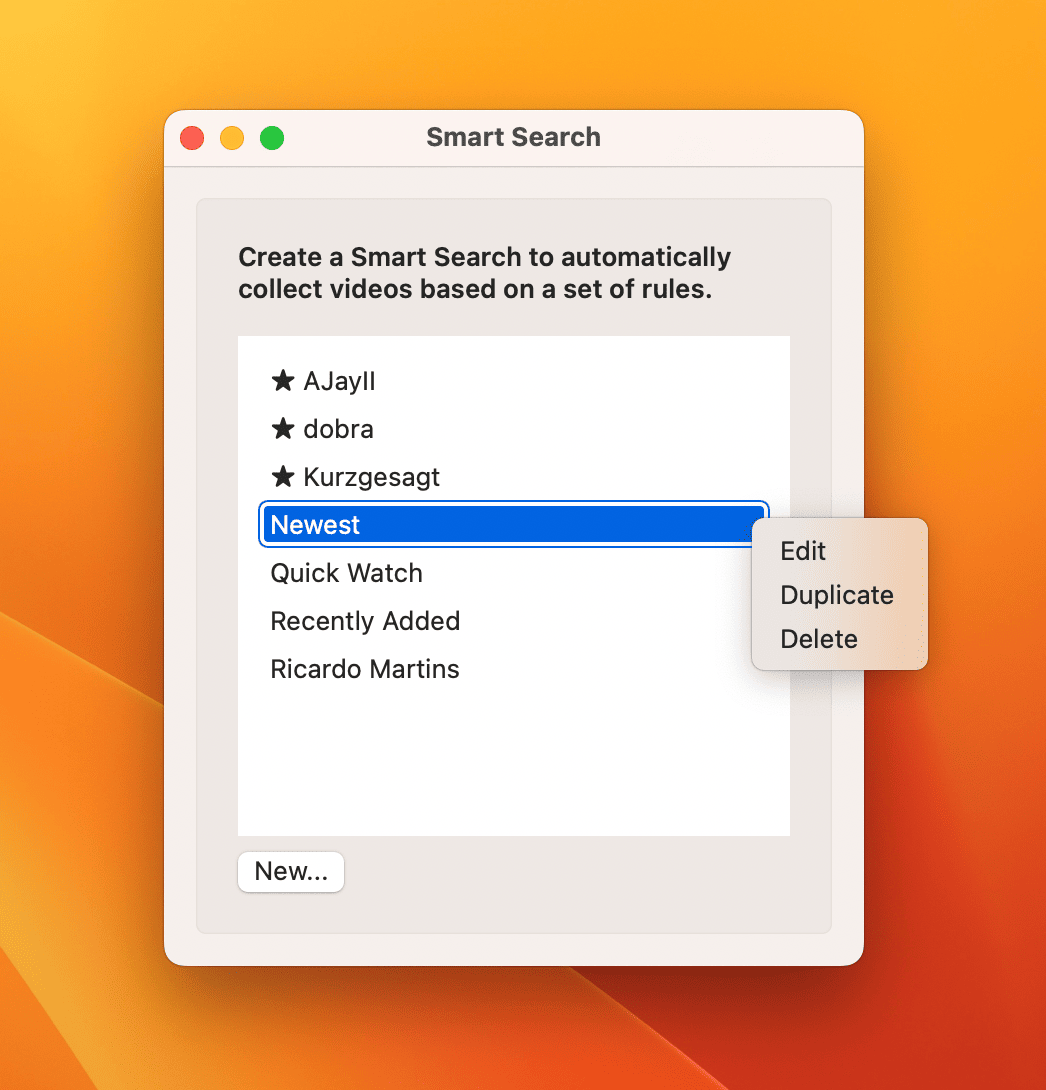 Smart Search
Create a Smart Search to automatically
collect videos based on a set of rules.
★ AJayII
★ dobra
★ Kurzgesagt
Newest
Quick Watch
Recently Added
Ricardo Martins
Edit
Duplicate
Delete
New...